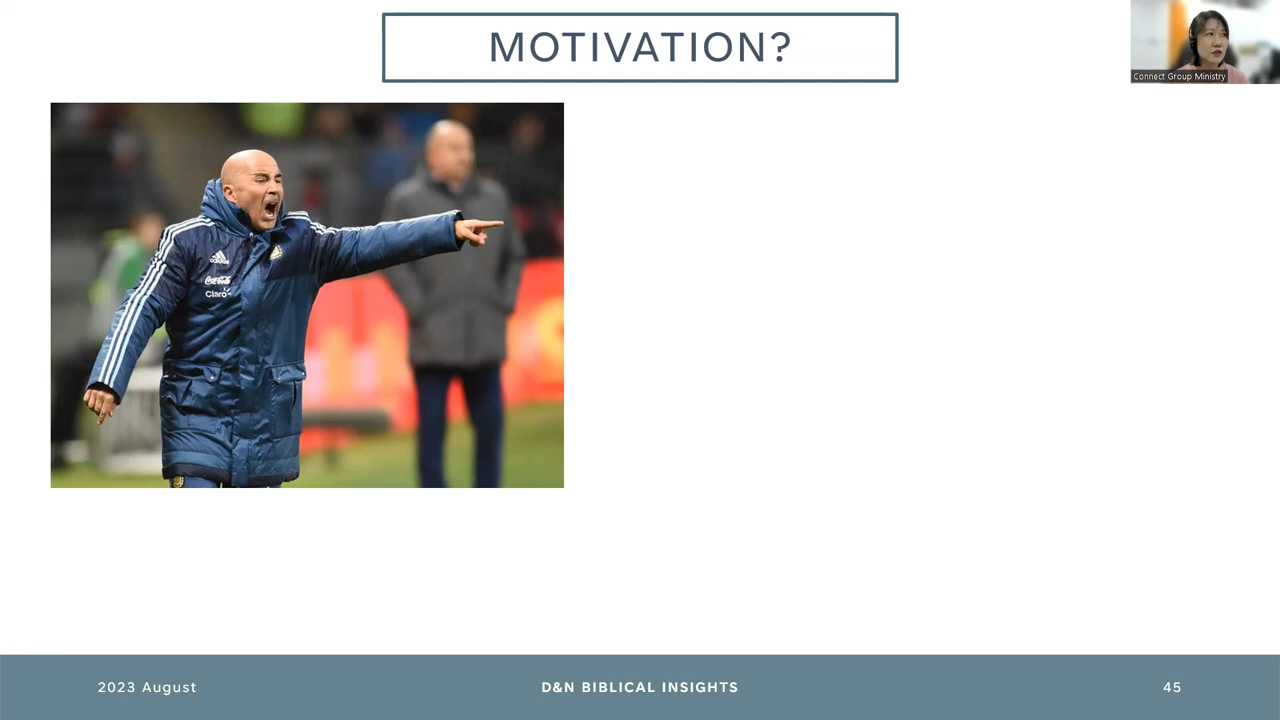 MOTIVATION?
Connect Group Ministry
adidas
Coca-Cola
Claro
2023 August
D&N BIBLICAL INSIGHTS
45